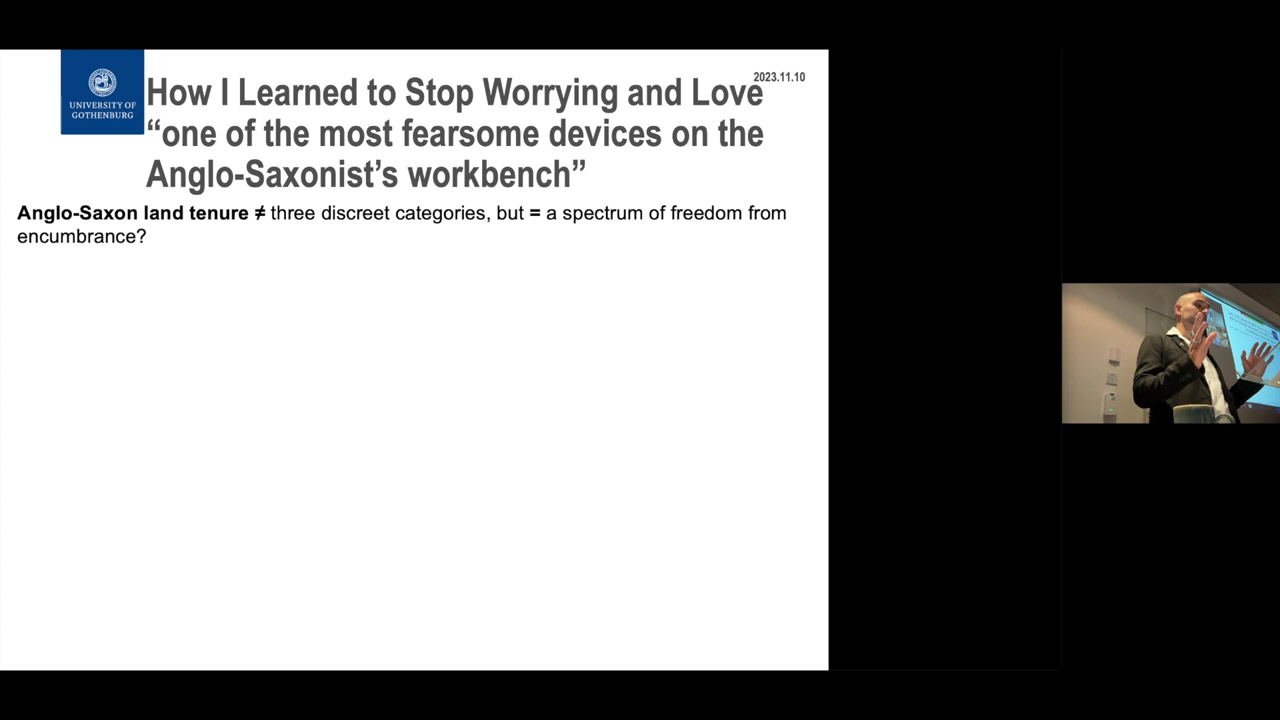 2023.11.10
UNIVERSITY OF
GOTHENBURG
How I Learned to Stop Worrying and Love
“one of the most fearsome devices on the
Anglo-Saxonist’s workbench”
Anglo-Saxon land tenure ≠ three discreet categories, but = a spectrum of freedom from
encumbrance?